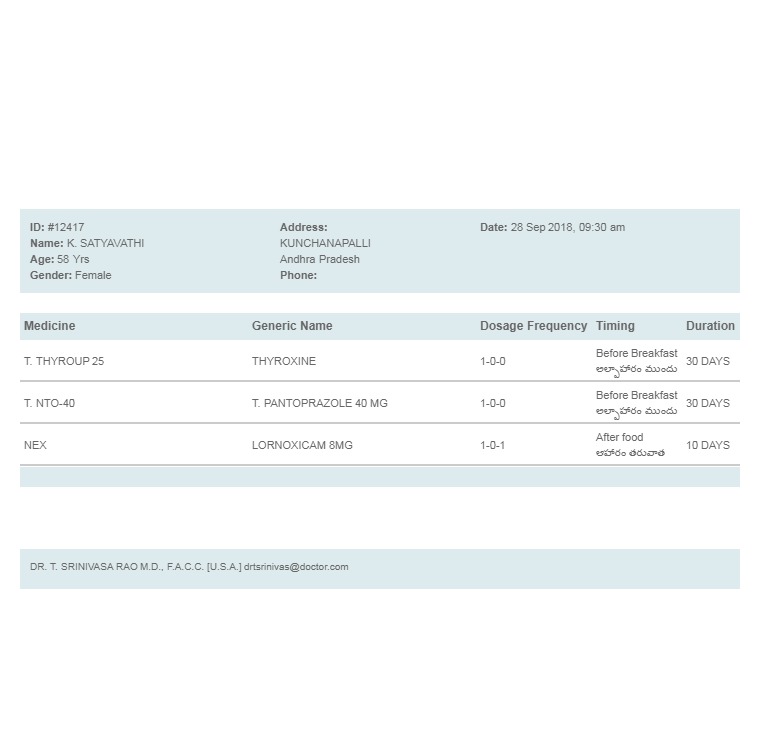 ID: #12417
Name: K. SATYAVATHI
Age: 58 Yrs
Gender: Female
Address:
KUNCHANAPALLI
Andhra Pradesh
Phone:
Date: 28 Sep 2018, 09:30 am
Medicine Generic Name Dosage Frequency Timing Duration
T. THYROUP 25 THYROXINE 1-0-0 Before Breakfast 30 DAYS
అల్పాహారం ముందు
T. NTO-40 T. PANTOPRAZOLE 40 MG 1-0-0 Before Breakfast 30 DAYS
అల్పాహారం ముందు
NEX LORNOXICAM 8MG 1-0-1 After food 10 DAYS
ఆహారం తరువాత
DR. T. SRINIVASA RAO M.D., F.A.C.C. [U.S.A.] drtsrinivas@doctor.com